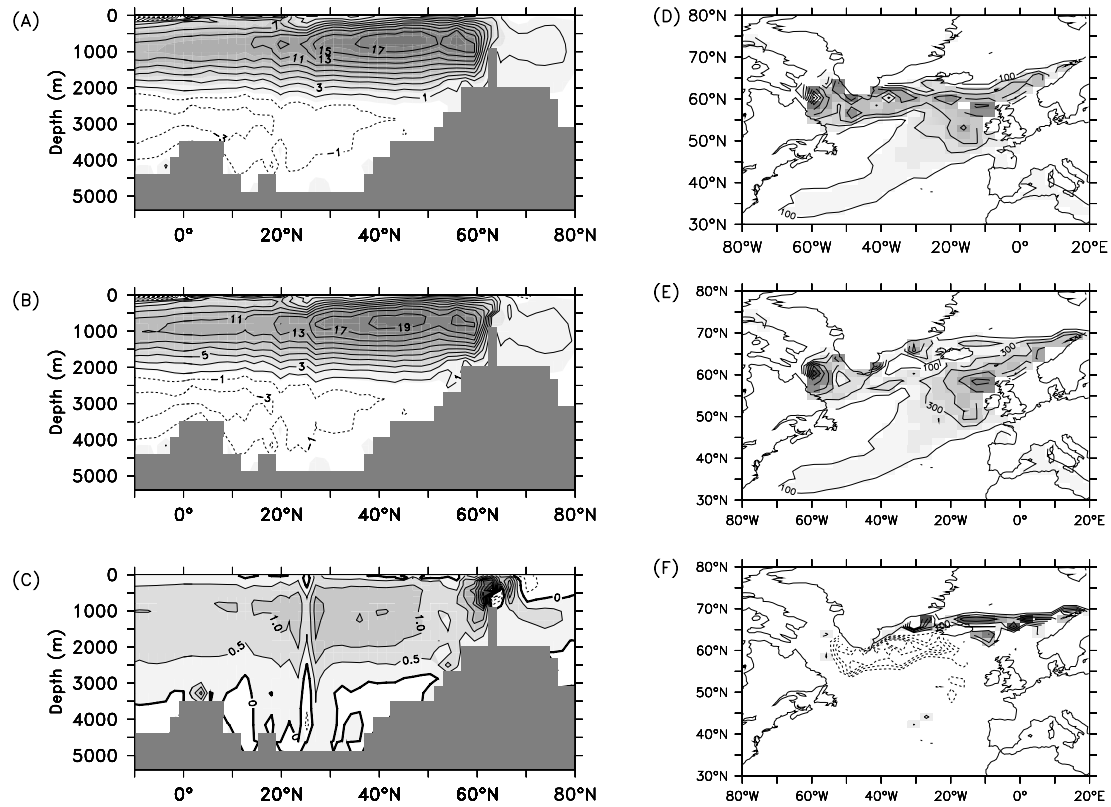 (A)
0
1000
2000
3000
4000
5000
Depth (m)
1
15
17
11
13
3
1
-1
-1
0°
20°N
40°N
60°N
80°N
(D)
80°N
70°N
60°N
50°N
40°N
30°N
100
100
80°W
60°W
40°W
20°W
0°
20°E
(B)
0
1000
2000
3000
4000
5000
Depth (m)
11
13
17
19
5
3
1
-1
-3
-1
0°
20°N
40°N
60°N
80°N
(E)
80°N
70°N
60°N
50°N
40°N
30°N
300
100
300
100
80°W
60°W
40°W
20°W
0°
20°E
(C)
0
1000
2000
3000
4000
5000
Depth (m)
0
1.0
1.0
0.5
0.5
0
0
0°
20°N
40°N
60°N
80°N
(F)
80°N
70°N
60°N
50°N
40°N
30°N
80°W
60°W
40°W
20°W
0°
20°E